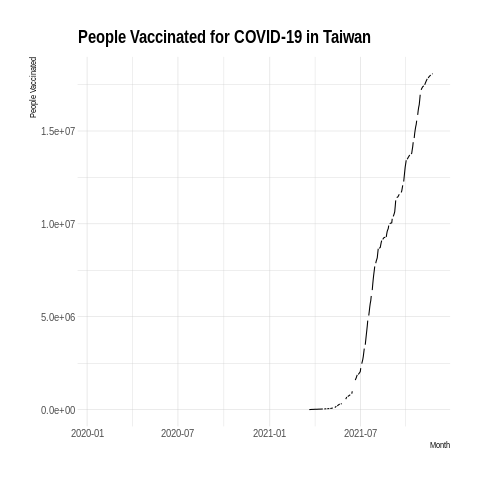 People Vaccinated for COVID-19 in Taiwan
People Vaccinated
1.5e+07
1.0e+07
5.0e+06
0.0e+00
2020-01 2020-07 2021-01 2021-07
Month